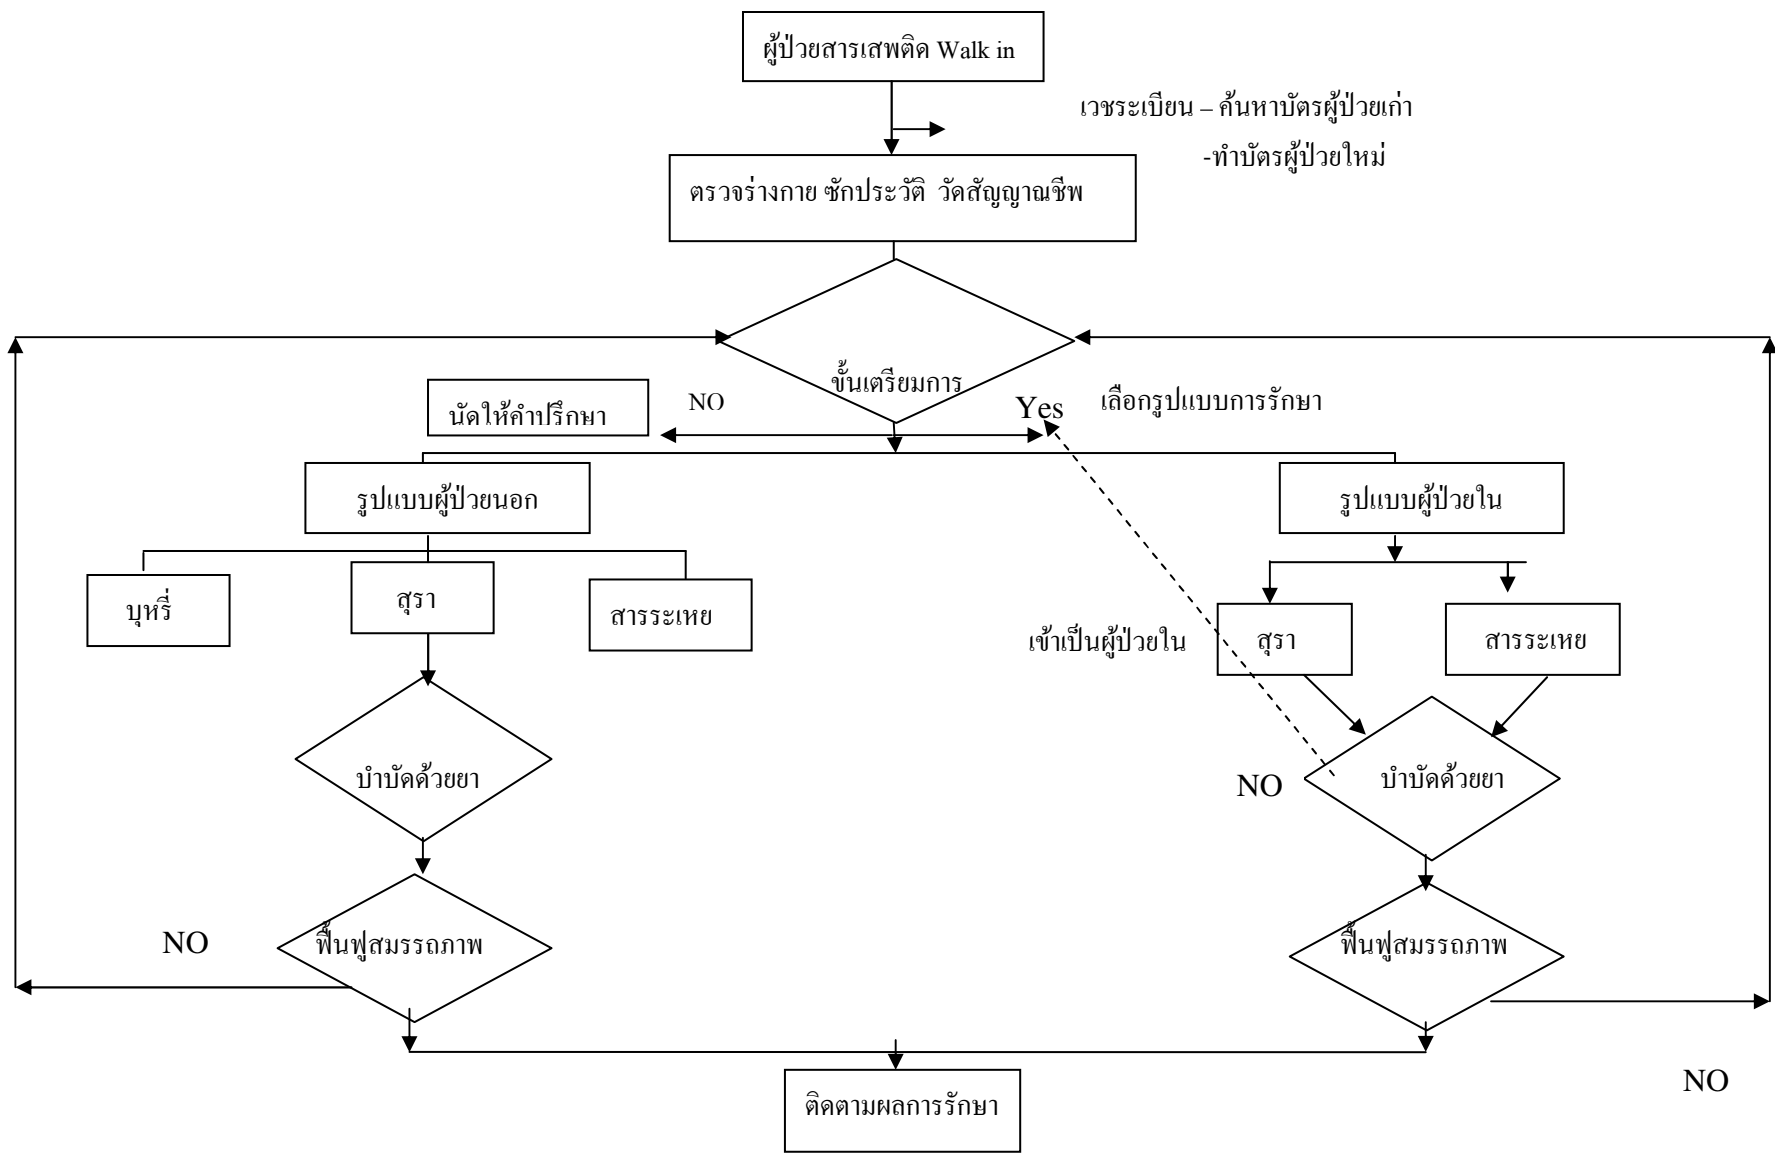 ผู้ป่วยสารเสพติด Walk in
เวชระเบียน – ค้นหาบัตรผู้ป่วยเก่า
-ทำบัตรผู้ป่วยใหม่
ตรวจร่างกาย ซักประวัติ วัดสัญญาณชีพ
ขั้นเตรียมการ
นัดให้คำปรึกษา
NO
Yes
เลือกรูปแบบการรักษา
รูปแบบผู้ป่วยนอก
รูปแบบผู้ป่วยใน
บุหรี่
สุรา
สารระเหย
เข้าเป็นผู้ป่วยใน
สุรา
สารระเหย
บำบัดด้วยยา
NO
บำบัดด้วยยา
NO
ฟื้นฟูสมรรถภาพ
ฟื้นฟูสมรรถภาพ
NO
ติดตามผลการรักษา